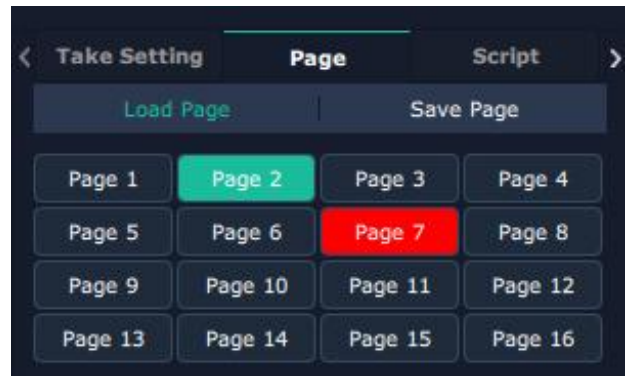 Take Setting Page Script
Load Page Save Page
Page 1 Page 2 Page 3 Page 4
Page 5 Page 6 Page 7 Page 8
Page 9 Page 10 Page 11 Page 12
Page 13 Page 14 Page 15 Page 16